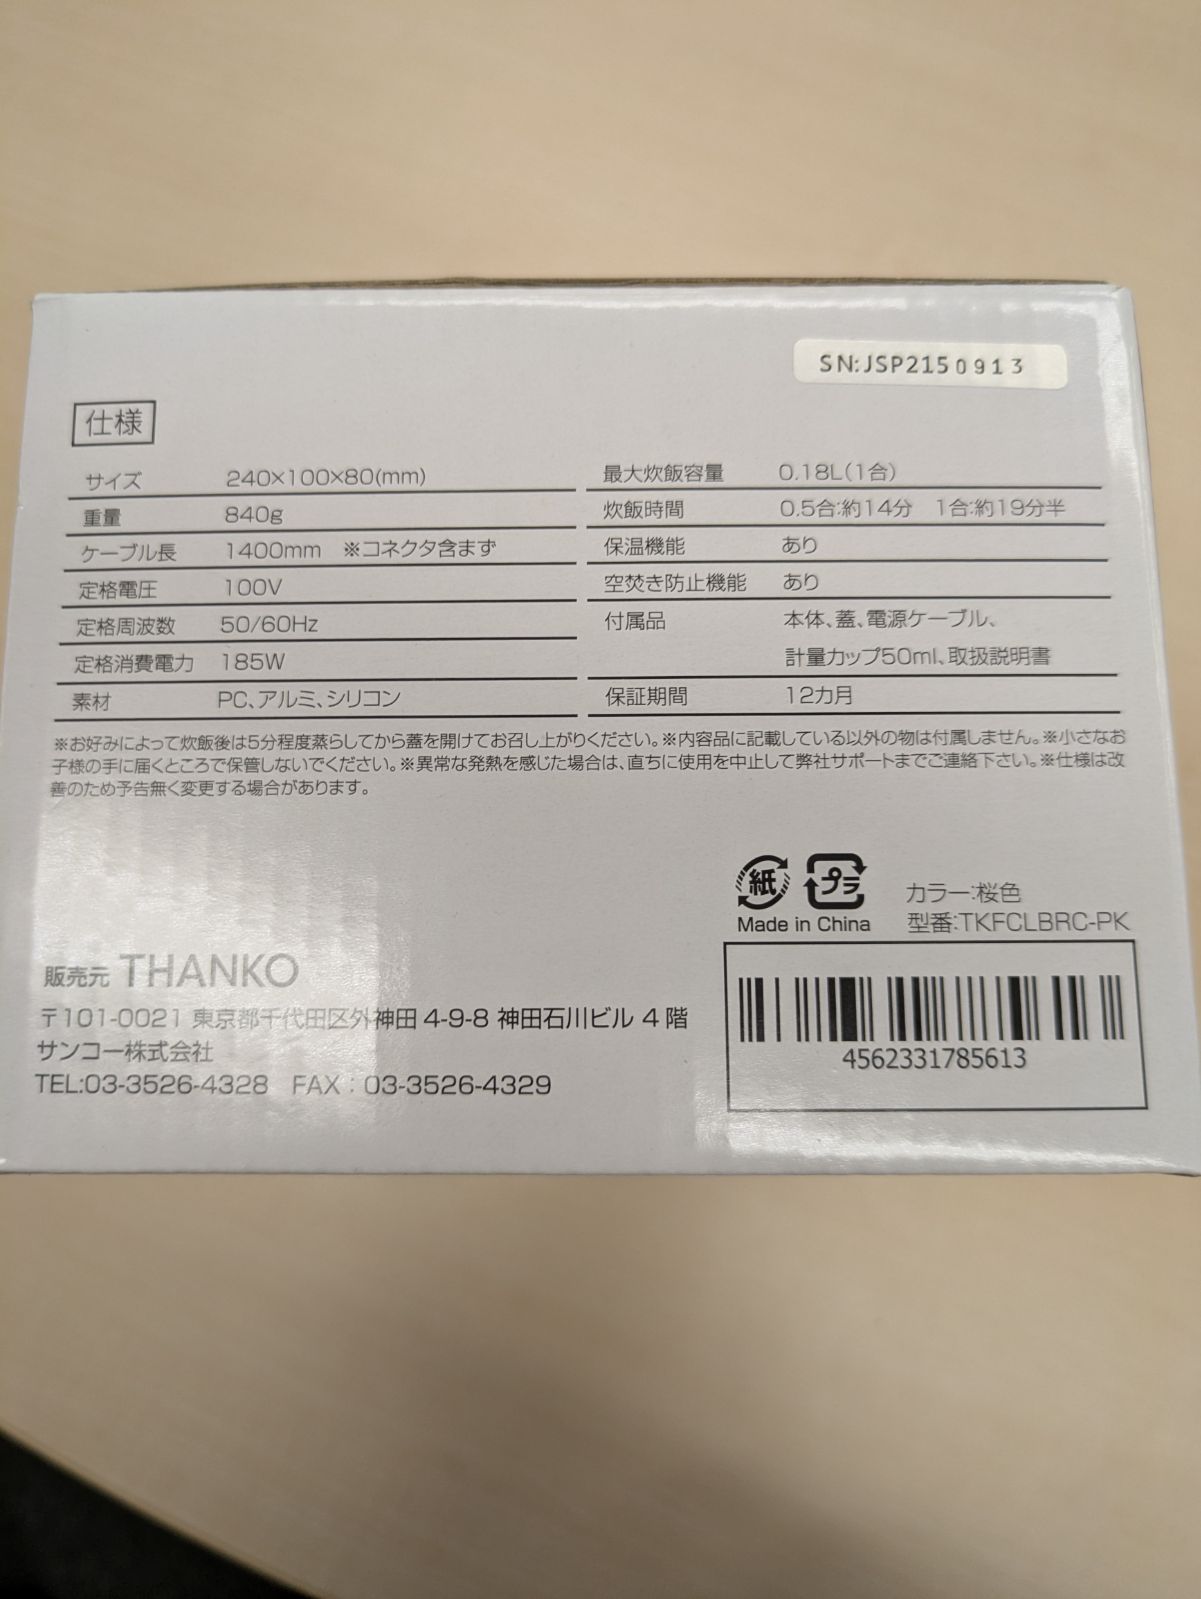 SN:JSP2150913
仕様
サイズ 240×100×80(mm)
重量 840g
ケーブル長 1400mm ※コネクタ含まず
定格電圧 100V
定格周波数 50/60Hz
定格消費電力 185W
素材 PC、アルミ、シリコン
最大炊飯容量 0.18L(1合)
炊飯時間 0.5合:約14分 1合:約19分半
保温機能 あり
空焚き防止機能 あり
付属品 本体、蓋、電源ケーブル、
計量カップ50ml、取扱説明書
保証期間 12カ月
※お好みによって炊飯後は5分程度蒸らしてから蓋を開けてお召し上がりください。※内容品に記載している以外の物は付属しません。※小さなお
子様の手に届くところで保管しないでください。※異常な発熱を感じた場合は、直ちに使用を中止して弊社サポートまでご連絡下さい。※仕様は改
善のため予告無く変更する場合があります。
紙 プラ
Made in China
カラー:桜色
型番:TKFCLBRC-PK
4562331785613
販売元 THANKO
〒101-0021 東京都千代田区外神田 4-9-8 神田石川ビル 4 階
サンコー株式会社
TEL:03-3526-4328 FAX：03-3526-4329